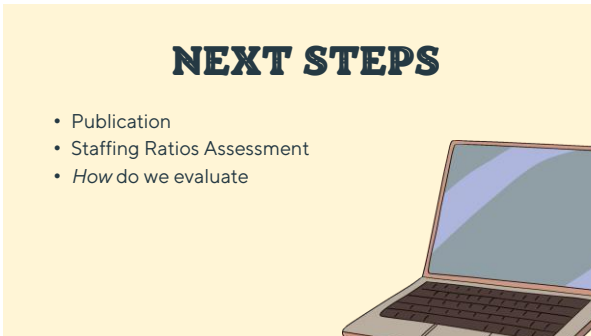 NEXT STEPS
• Publication
• Staffing Ratios Assessment
• How do we evaluate